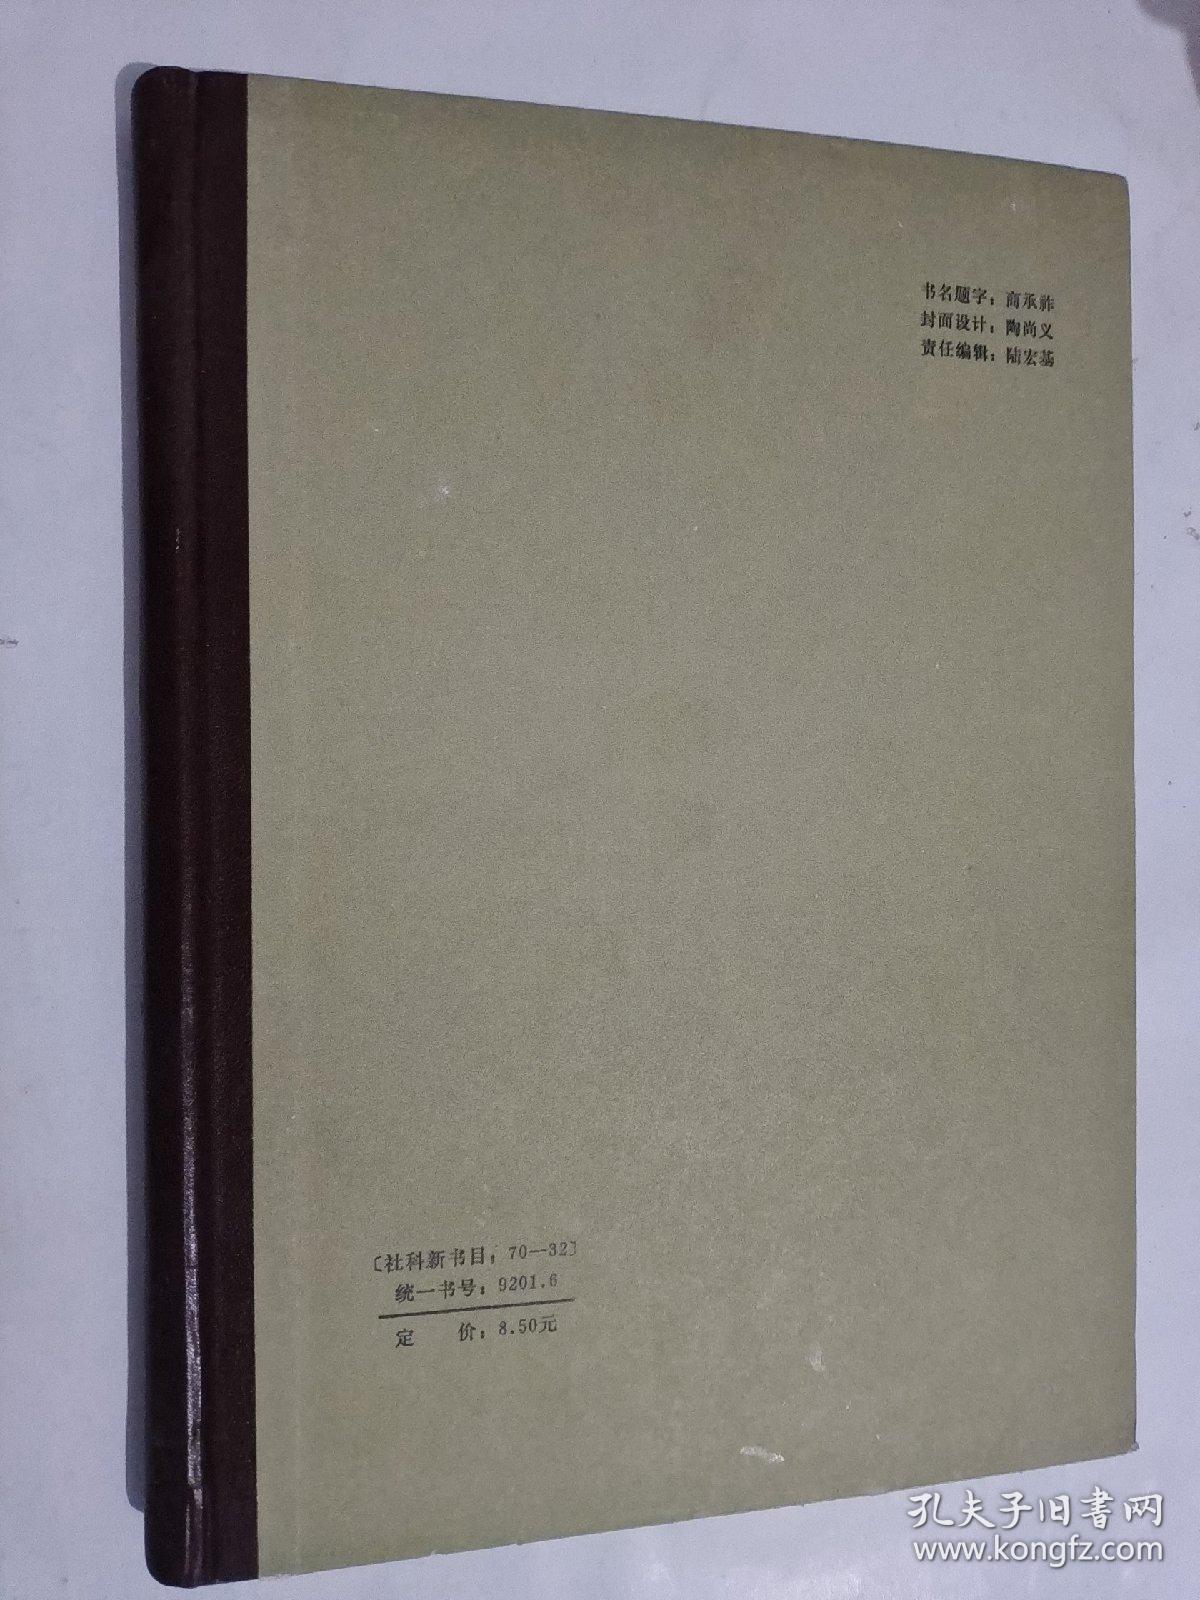 书名题字：商承祚
封面设计：陶尚义
责任编辑：陆宏基
〔社科新书目：70—32〕
统一书号：9201.6
定　价：8.50元
孔夫子旧书网
www.kongfz.com